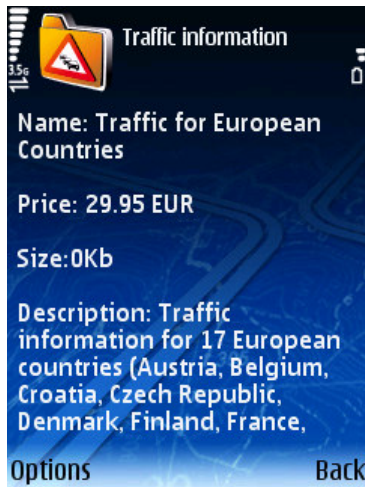 Traffic information
3.5G
Name: Traffic for European
Countries
Price: 29.95 EUR
Size:0Kb
Description: Traffic
information for 17 European
countries (Austria, Belgium,
Croatia, Czech Republic,
Denmark, Finland, France,
Options
Back